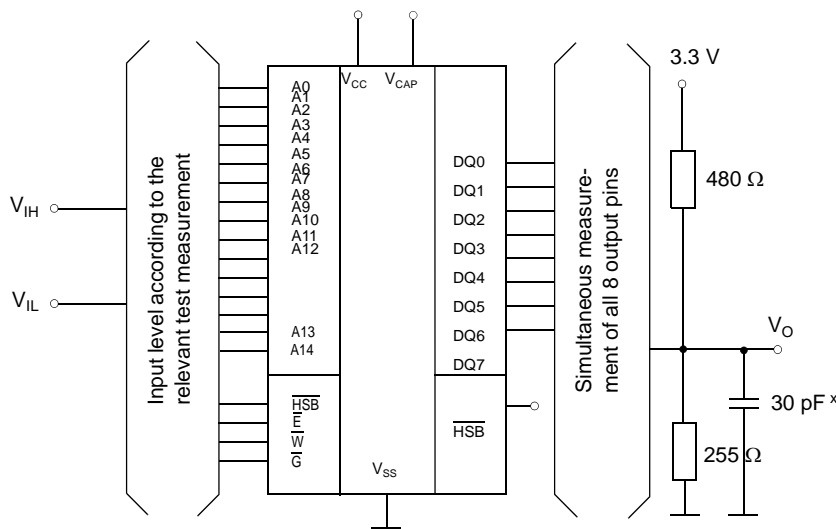 3.3 V
V_CC
V_CAP
A0
A1
A2
A3
A4
A5
A6
A7
A8
A9
A10
A11
A12
A13
A14
HSB
E
W
G
V_IH
V_IL
Input level according to the
relevant test measurement
DQ0
DQ1
DQ2
DQ3
DQ4
DQ5
DQ6
DQ7
HSB
V_SS
Simultaneous measure-
ment of all 8 output pins
480 Ω
V_O
30 pF x
255 Ω